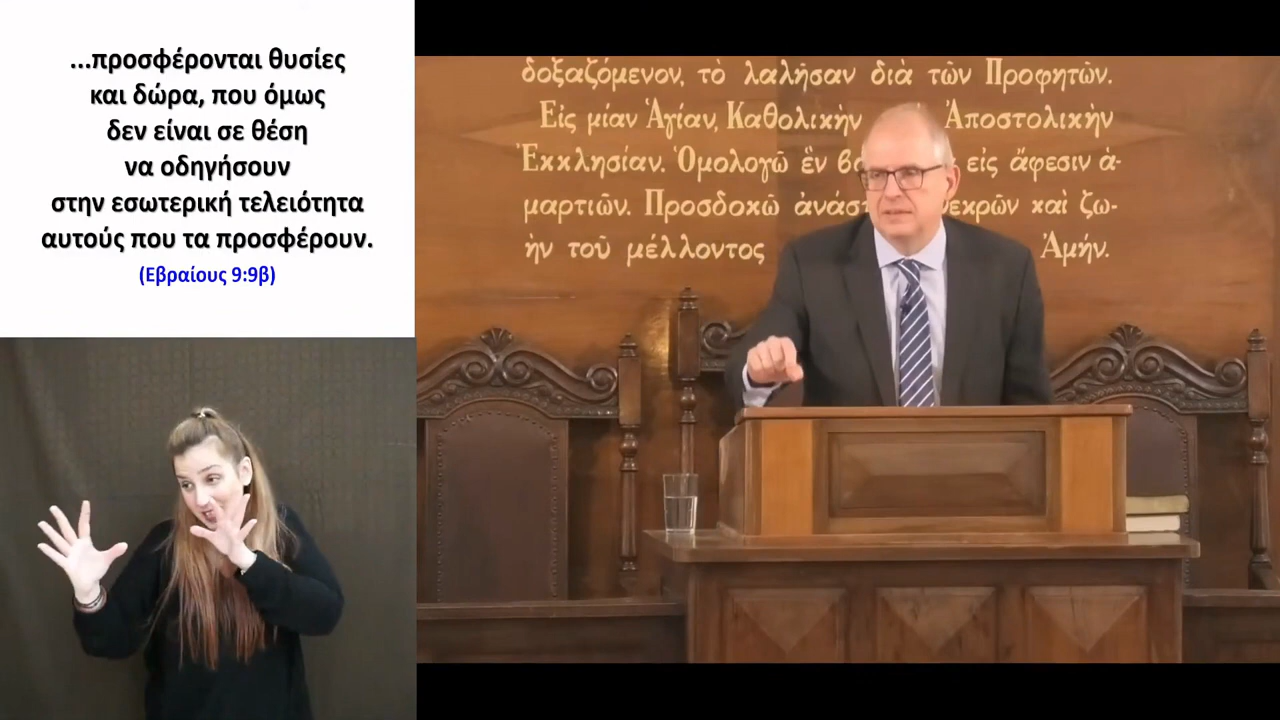 ...προσφέρονται θυσίες
και δώρα, που όμως
δεν είναι σε θέση
να οδηγήσουν
στην εσωτερική τελειότητα
αυτούς που τα προσφέρουν.
(Εβραίους 9:9β)
δοξαζόμενον, τὸ λαλῆσαν διὰ τῶν Προφητῶν.
Εἰς μίαν Ἁγίαν, Καθολικὴν Ἀποστολικὴν
Ἐκκλησίαν. Ὁμολογῶ ἓν εἰς ἄφεσιν ἁ-
μαρτιῶν. Προσδοκῶ νεκρῶν καὶ ζω-
ὴν τοῦ μέλλοντος Ἀμήν.